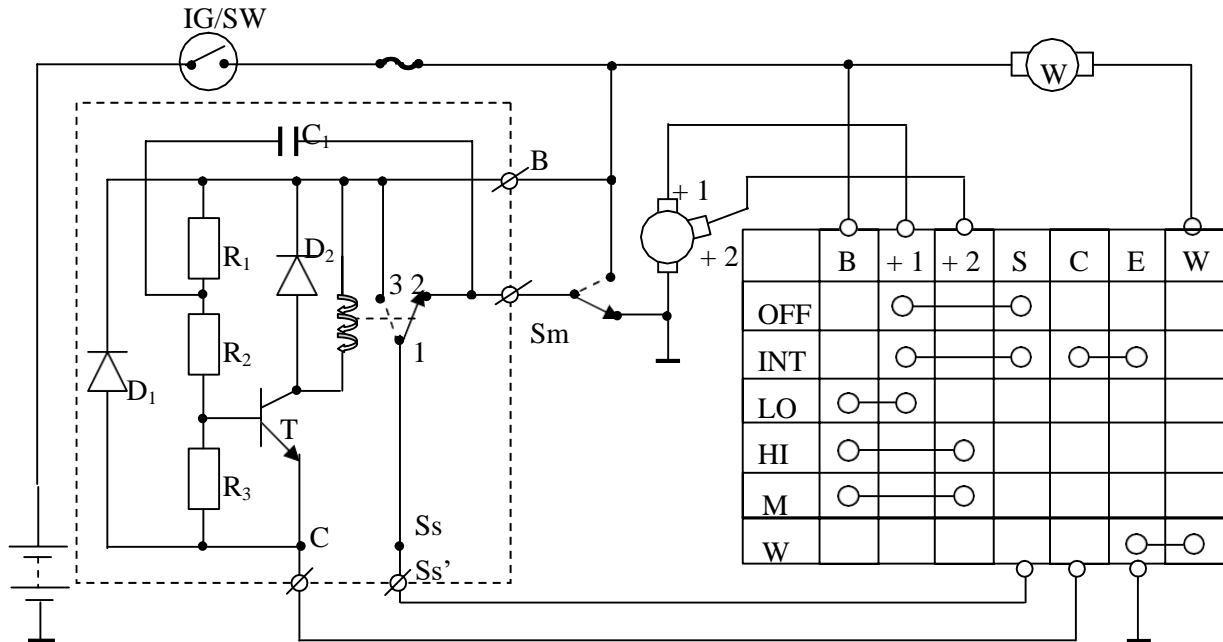 IG/SW
W
C₁
B
+ 1
R₁
D₂
+ 2
B + 1 + 2 S C E W
3 2
OFF
Sm
R₂
1
INT
D₁
LO
T
HI
R₃
M
C
Ss
W
Ss’